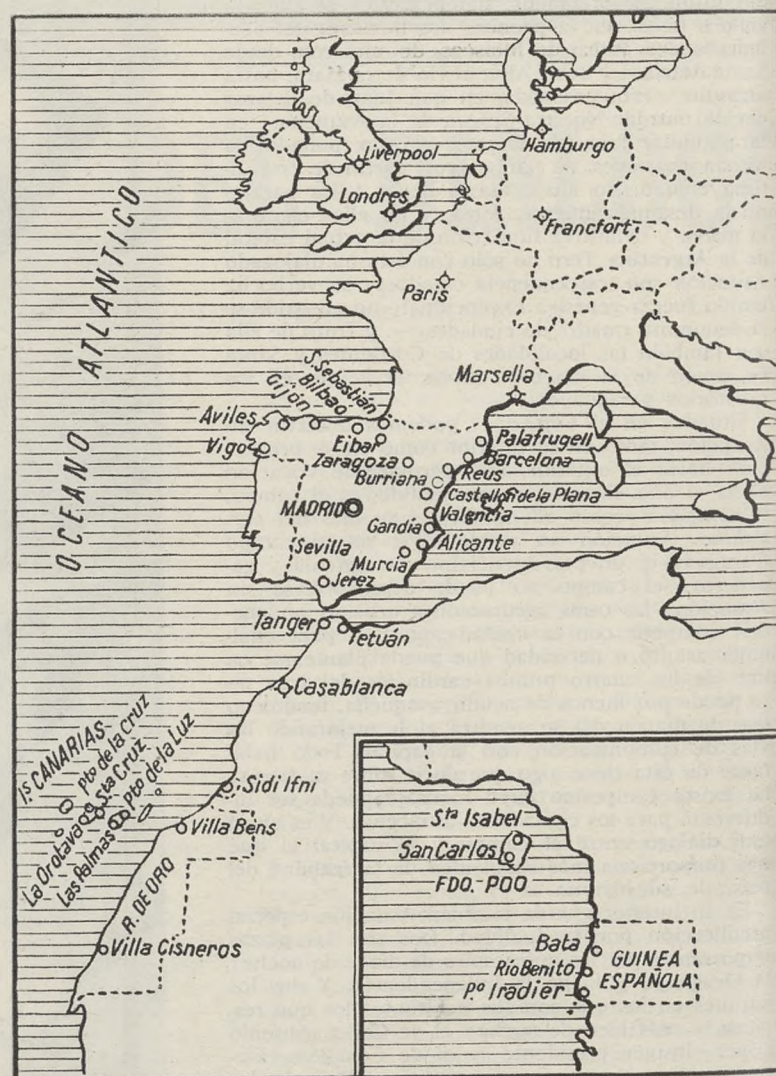 Hamburgo
Liverpool
Londres
Francfort
Paris
OCEANO ATLANTICO
Marsella
S. Sebastián
Bilbao
Gijón
Aviles
Vigo
Eibar
Palafrugell
Zaragoza
Barcelona
Burriana
Reus
MADRID
Castellón de la Plana
Valencia
Gandía
Sevilla
Alicante
Murcia
Jerez
Tanger
Tetuán
Casablanca
Iˢ. CANARIAS
Pto de la Cruz
Sta Cruz
Pto de la Luz
La Orotava
Las Palmas
Sidi Ifni
Villa Bens
R. DE ORO
Villa Cisneros
Sta Isabel
San Carlos
FDO. POO
Bata
GUINEA
ESPAÑOLA
Rio Benito
P.º Iradier